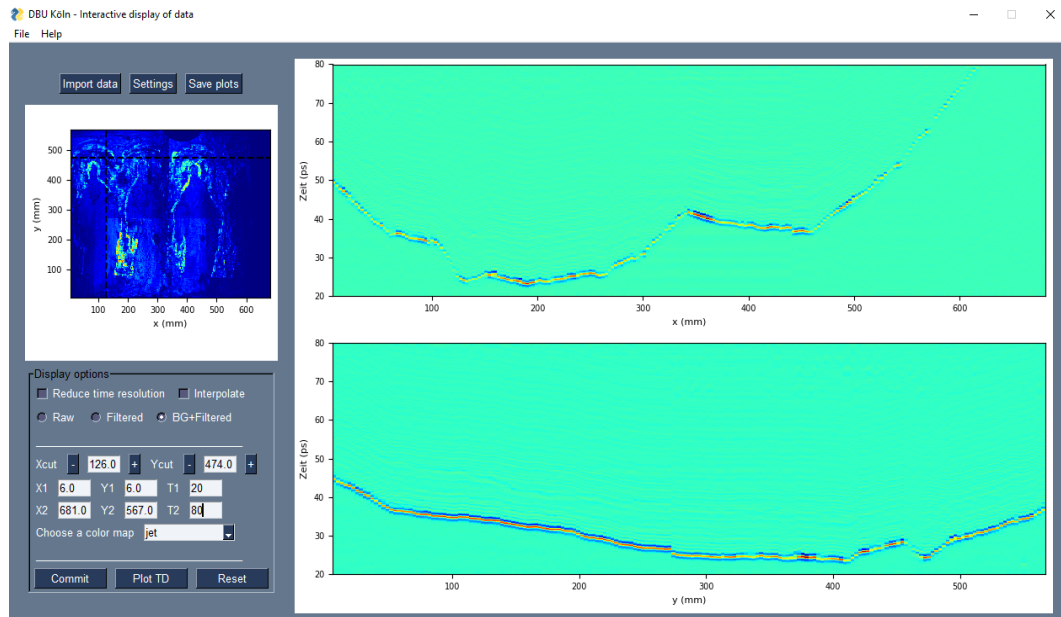 DBU Köln - Interactive display of data
File Help
Import data Settings Save plots
500
400
300
200
100
y (mm)
100 200 300 400 500 600
x (mm)
Display options
Reduce time resolution Interpolate
Raw Filtered BG+Filtered
Xcut - 126.0 + Ycut - 474.0 +
X1 6.0 Y1 6.0 T1 20
X2 681.0 Y2 567.0 T2 80
Choose a color map jet
Commit Plot TD Reset
80
70
60
50
40
30
20
Zeit (ps)
100 200 300 400 500 600
x (mm)
80
70
60
50
40
30
20
Zeit (ps)
100 200 300 400 500
y (mm)